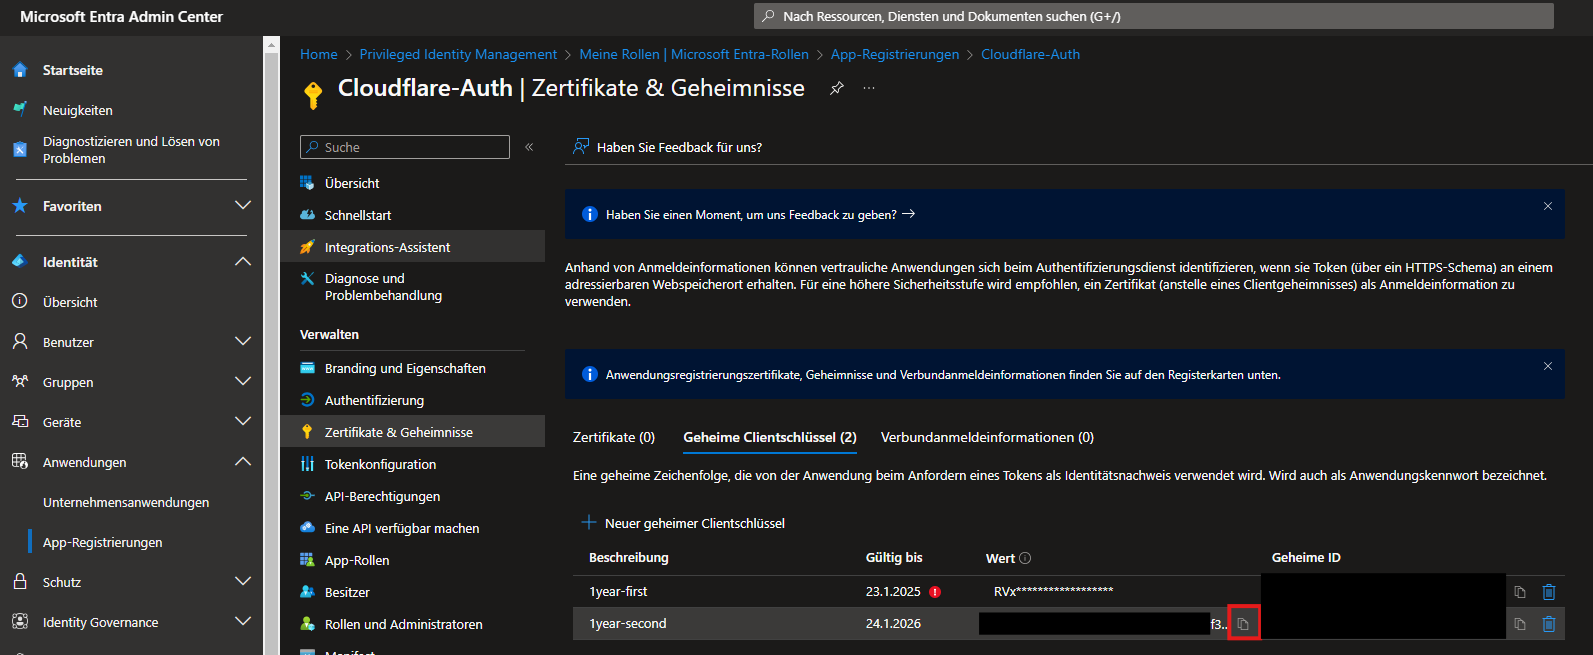 Microsoft Entra Admin Center
Nach Ressourcen, Diensten und Dokumenten suchen (G+/)
Startseite
Neuigkeiten
Diagnostizieren und Lösen von
Problemen
Favoriten
Identität
Übersicht
Benutzer
Gruppen
Geräte
Anwendungen
Unternehmensanwendungen
App-Registrierungen
Schutz
Identity Governance
Home > Privileged Identity Management > Meine Rollen | Microsoft Entra-Rollen > App-Registrierungen > Cloudflare-Auth
Cloudflare-Auth | Zertifikate & Geheimnisse
Suche
Übersicht
Schnellstart
Integrations-Assistent
Diagnose und
Problembehandlung
Verwalten
Branding und Eigenschaften
Authentifizierung
Zertifikate & Geheimnisse
Tokenkonfiguration
API-Berechtigungen
Eine API verfügbar machen
App-Rollen
Besitzer
Rollen und Administratoren
Manifest
Haben Sie Feedback für uns?
Haben Sie einen Moment, um uns Feedback zu geben? →
Anhand von Anmeldeinformationen können vertrauliche Anwendungen sich beim Authentifizierungsdienst identifizieren, wenn sie Token (über ein HTTPS-Schema) an einem
adressierbaren Webspeicherort erhalten. Für eine höhere Sicherheitsstufe wird empfohlen, ein Zertifikat (anstelle eines Clientgeheimnisses) als Anmeldeinformation zu
verwenden.
Anwendungsregistrierungszertifikate, Geheimnisse und Verbundanmeldeinformationen finden Sie auf den Registerkarten unten.
Zertifikate (0) Geheime Clientschlüssel (2) Verbundanmeldeinformationen (0)
Eine geheime Zeichenfolge, die von der Anwendung beim Anfordern eines Tokens als Identitätsnachweis verwendet wird. Wird auch als Anwendungskennwort bezeichnet.
Neuer geheimer Clientschlüssel
Beschreibung Gültig bis Wert Geheime ID
1year-first 23.1.2025 RVx******************
1year-second 24.1.2026 f3...